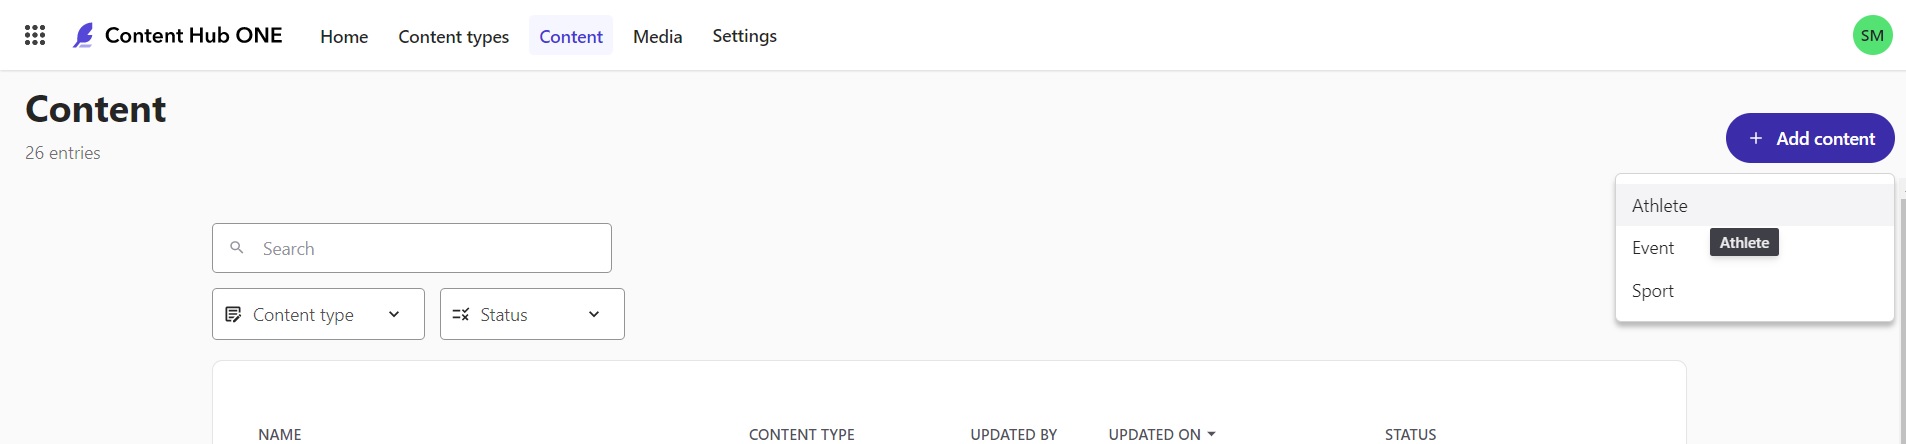 Content Hub ONE Home Content types Content Media Settings SM
Content
26 entries
+ Add content
Athlete
Event
Athlete
Sport
Search
Content type Status
NAME CONTENT TYPE UPDATED BY UPDATED ON STATUS